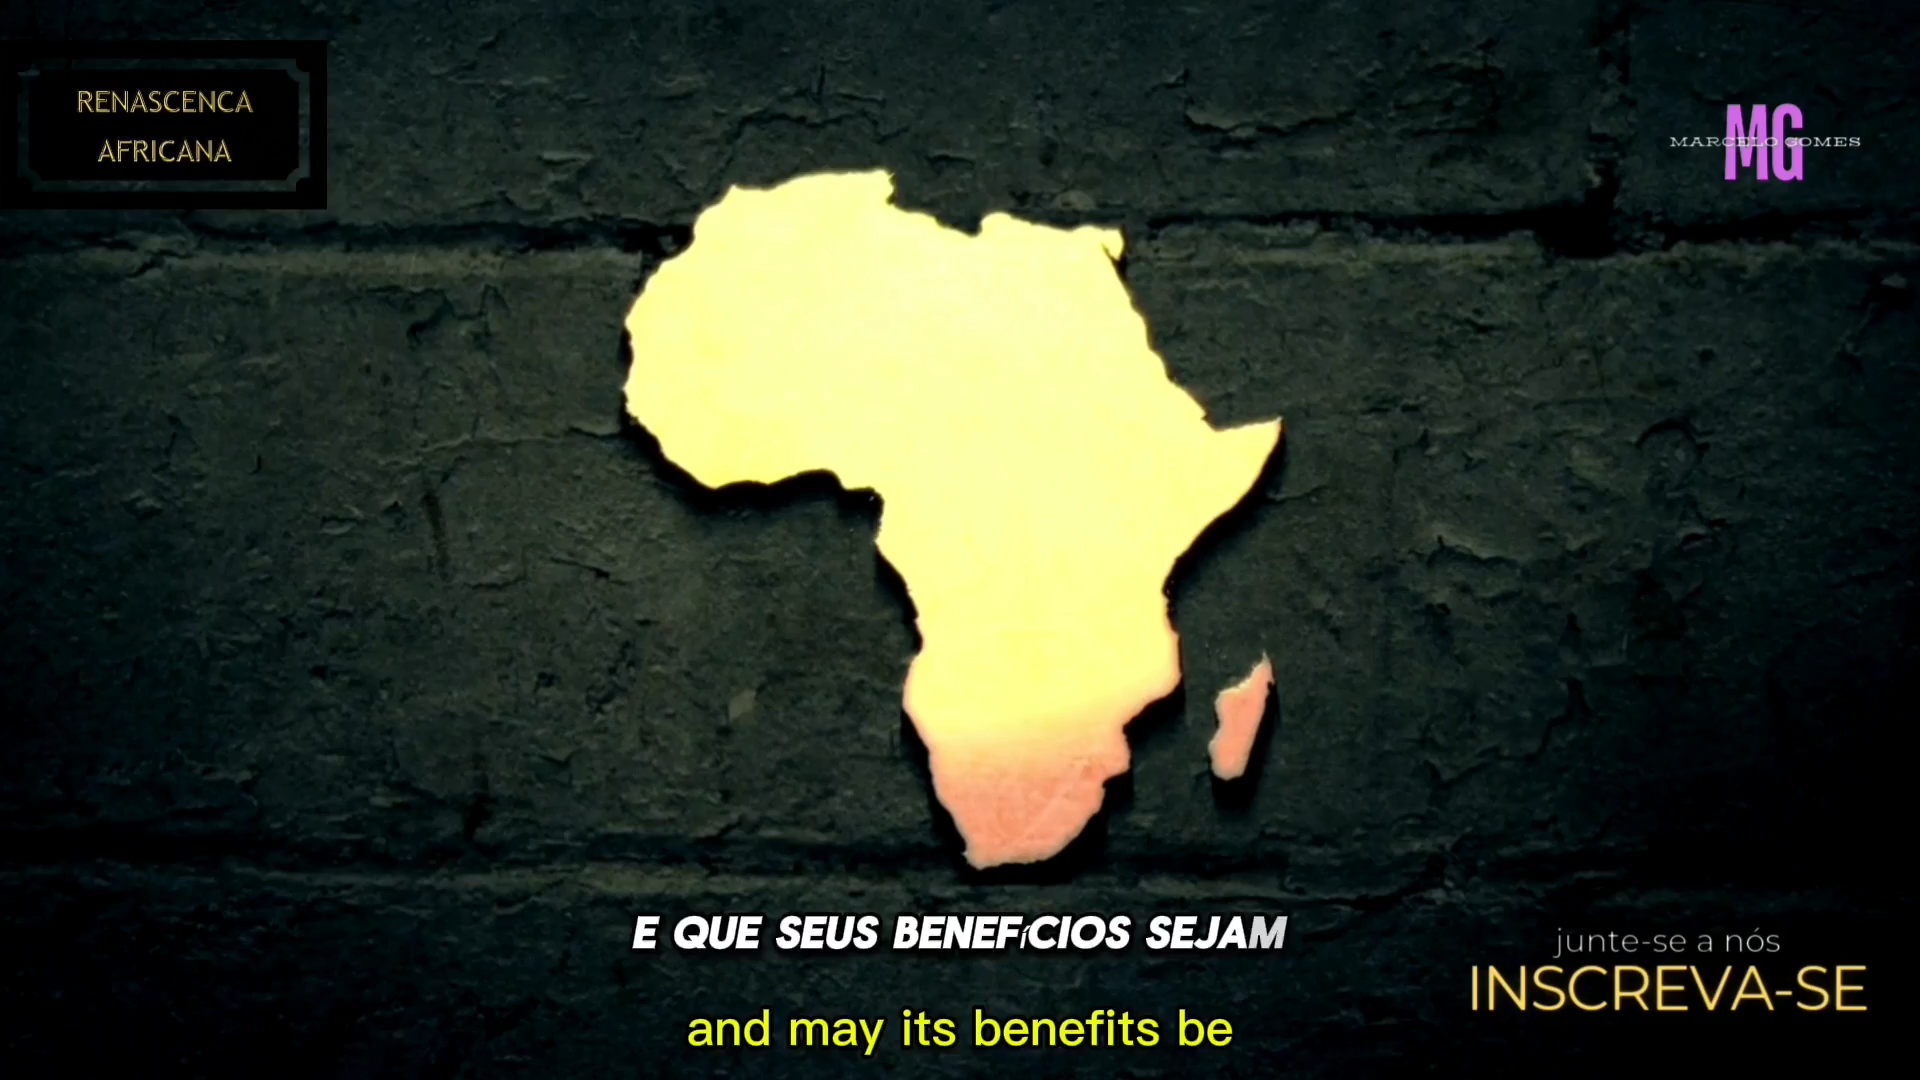 RENASCENCA
AFRICANA
MG
MARCELO GOMES
E QUE SEUS BENEFÍCIOS SEJAM
and may its benefits be
junte-se a nós
INSCREVA-SE